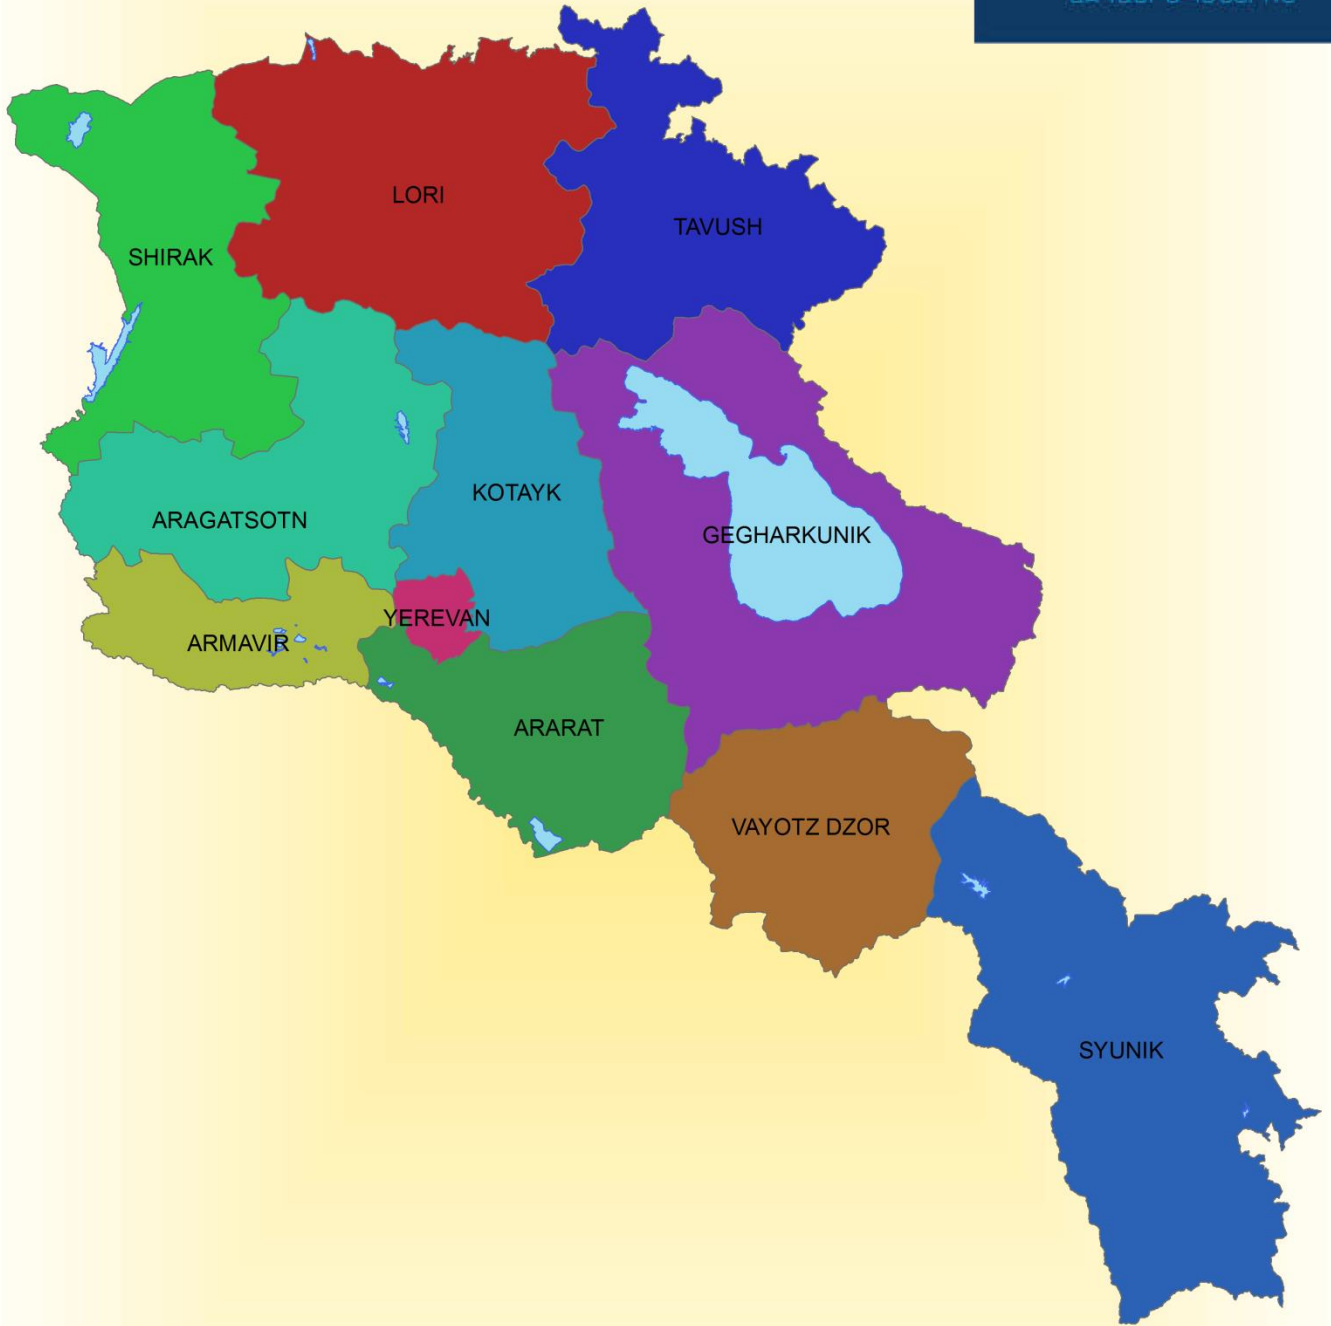 LORI
TAVUSH
SHIRAK
KOTAYK
ARAGATSOTN
GEGHARKUNIK
YEREVAN
ARMAVIR
ARARAT
VAYOTZ DZOR
SYUNIK